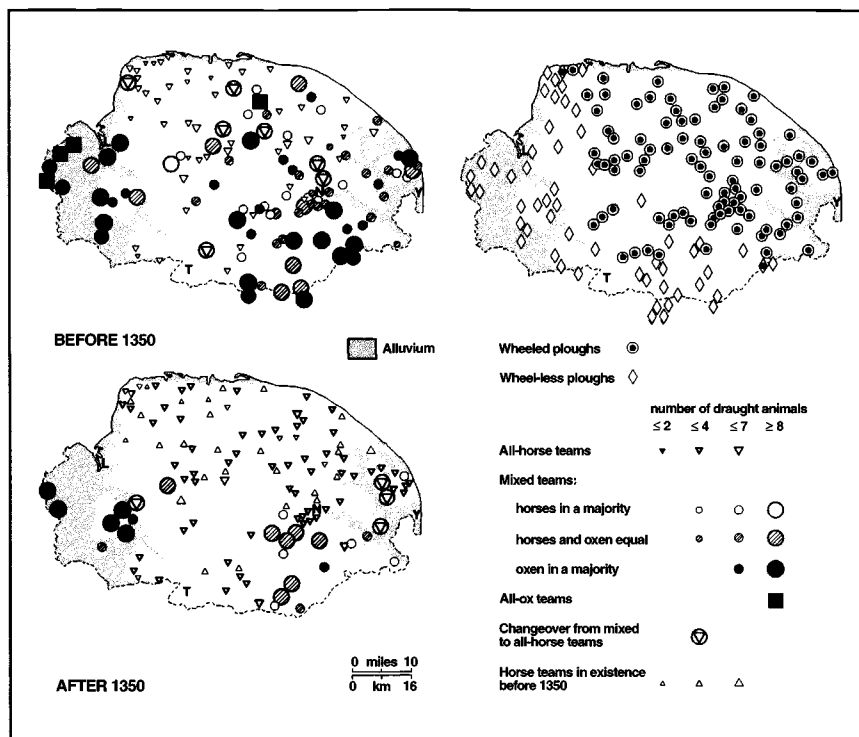 L
N
Y
T
BEFORE 1350
Y
T
Alluvium
Wheeled ploughs
Wheel-less ploughs
L
N
Y
T
AFTER 1350
0 miles 10
0 km 16
number of draught animals
≤ 2 ≤ 4 ≤ 7 ≥ 8
All-horse teams
Mixed teams:
horses in a majority
horses and oxen equal
oxen in a majority
All-ox teams
Changeover from mixed
to all-horse teams
Horse teams in existence
before 1350